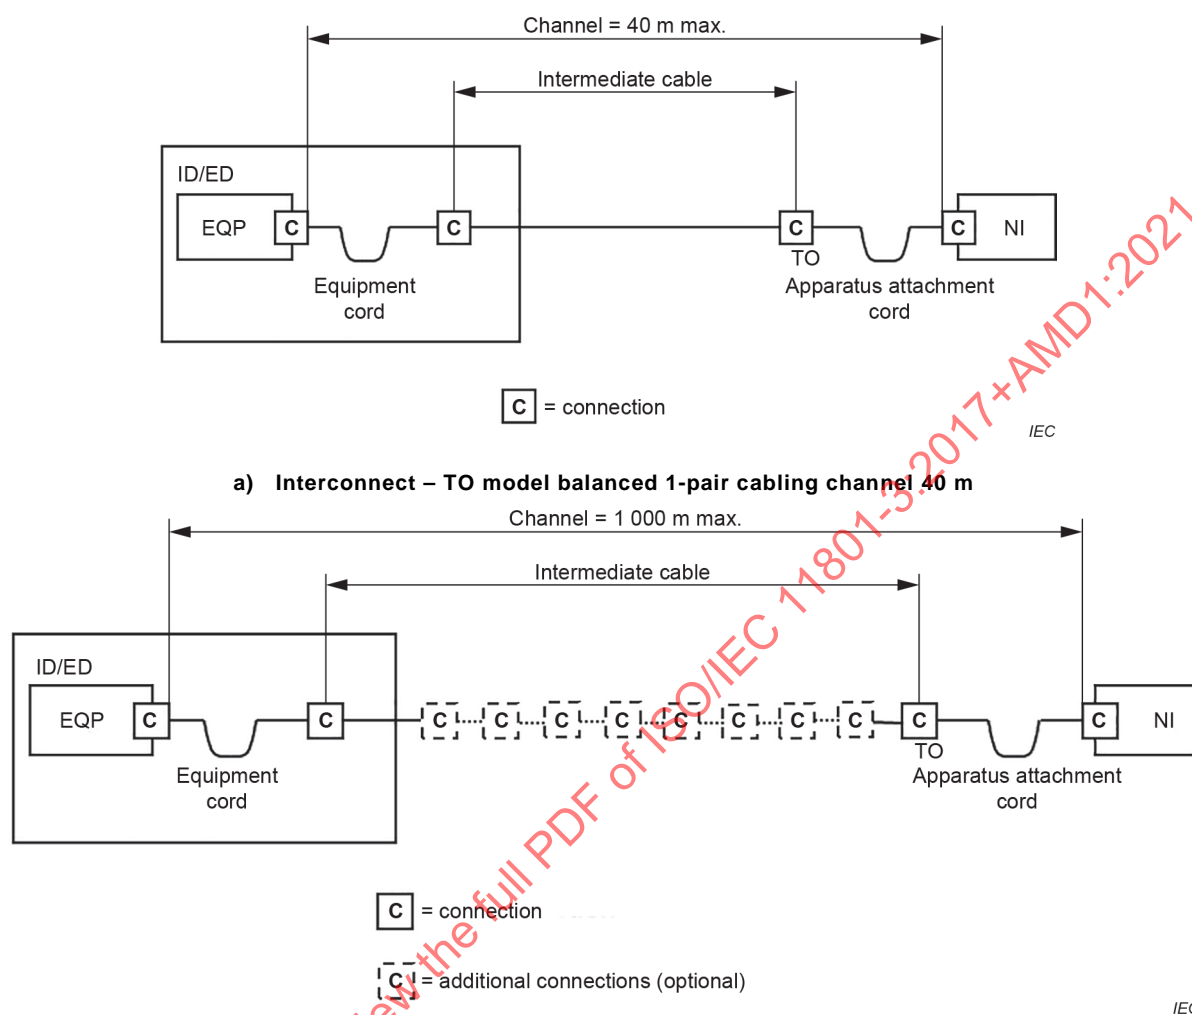 Channel = 40 m max.
Intermediate cable
ID/ED
EQP
C
C
C
C
NI
TO
Equipment
cord
Apparatus attachment
cord
C = connection
IEC
a) Interconnect – TO model balanced 1-pair cabling channel 40 m
Channel = 1 000 m max.
Intermediate cable
ID/ED
EQP
C
C
C
C
C
C
C
C
C
C
C
C
NI
TO
Equipment
cord
Apparatus attachment
cord
C = connection
C = additional connections (optional)
IEC
iew the full PDF of ISO/IEC 11801-3:2017+AMD1:2021